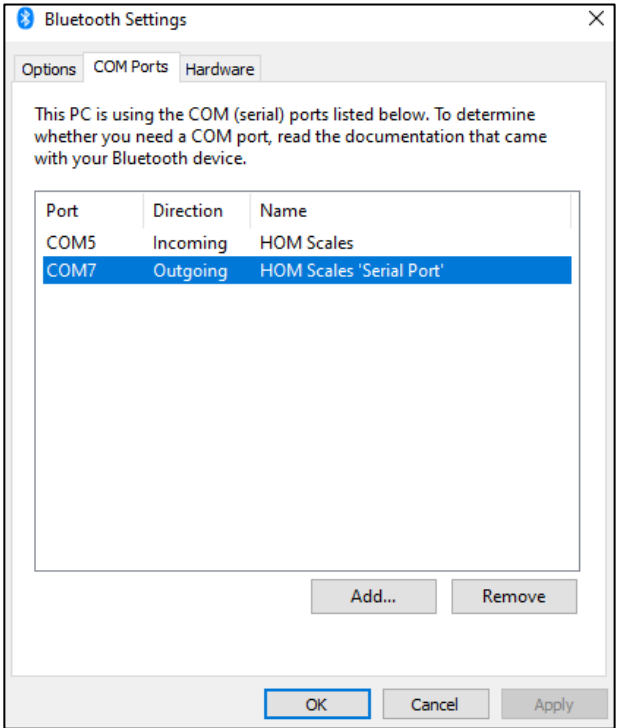 Bluetooth Settings
Options COM Ports Hardware
This PC is using the COM (serial) ports listed below. To determine
whether you need a COM port, read the documentation that came
with your Bluetooth device.
Port Direction Name
COM5 Incoming HOM Scales
COM7 Outgoing HOM Scales 'Serial Port'
Add... Remove
OK Cancel Apply